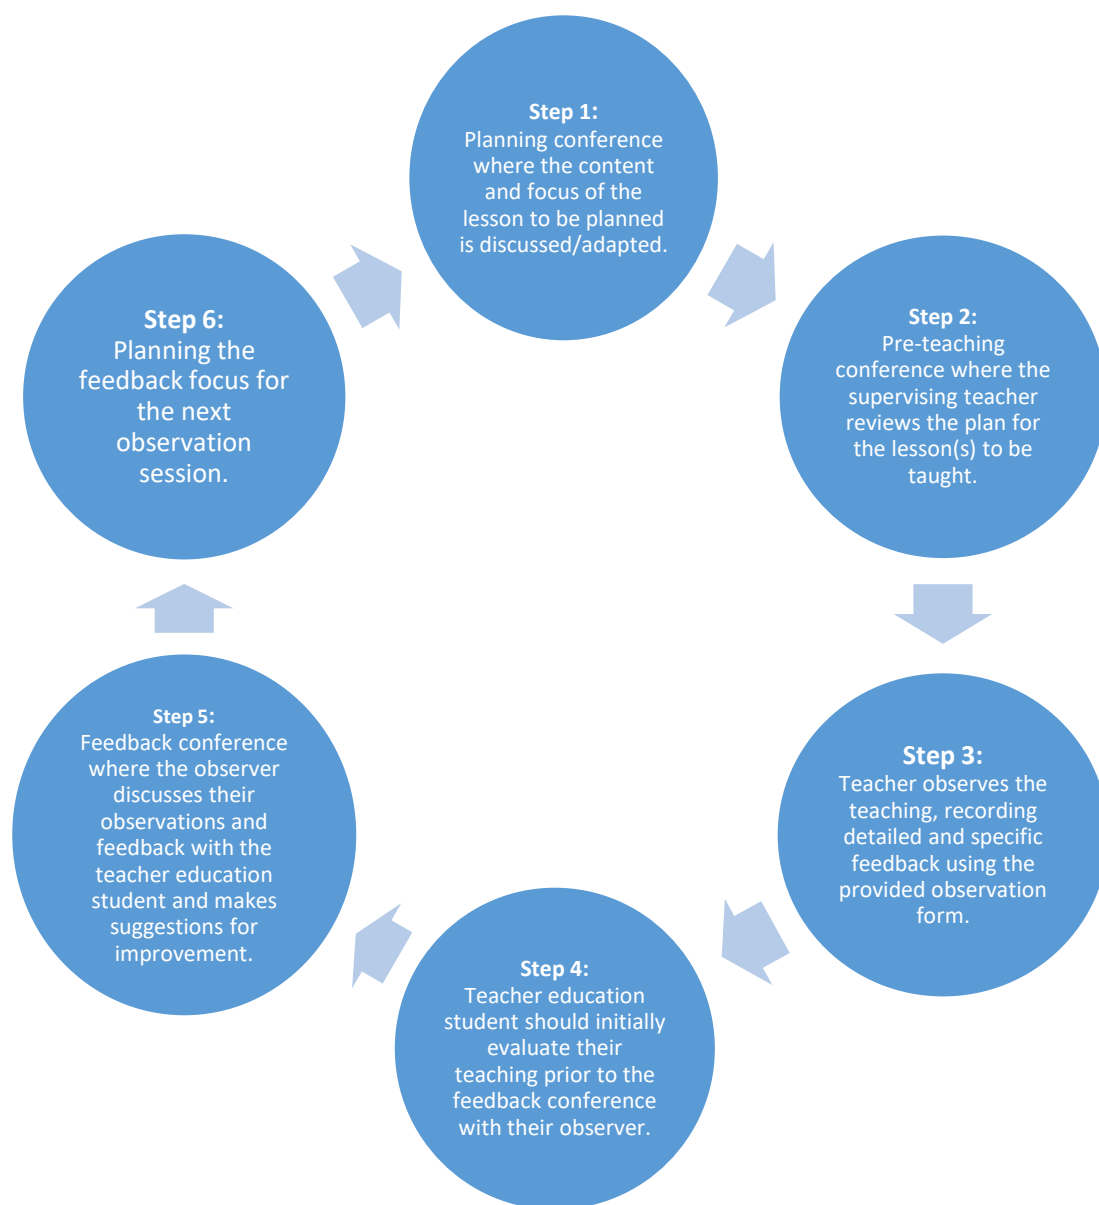 Step 1:
Planning conference
where the content
and focus of the
lesson to be planned
is discussed/adapted.
Step 2:
Pre-teaching
conference where the
supervising teacher
reviews the plan for
the lesson(s) to be
taught.
Step 3:
Teacher observes the
teaching, recording
detailed and specific
feedback using the
provided observation
form.
Step 4:
Teacher education
student should initially
evaluate their
teaching prior to the
feedback conference
with their observer.
Step 5:
Feedback conference
where the observer
discusses their
observations and
feedback with the
teacher education
student and makes
suggestions for
improvement.
Step 6:
Planning the
feedback focus for
the next
observation
session.